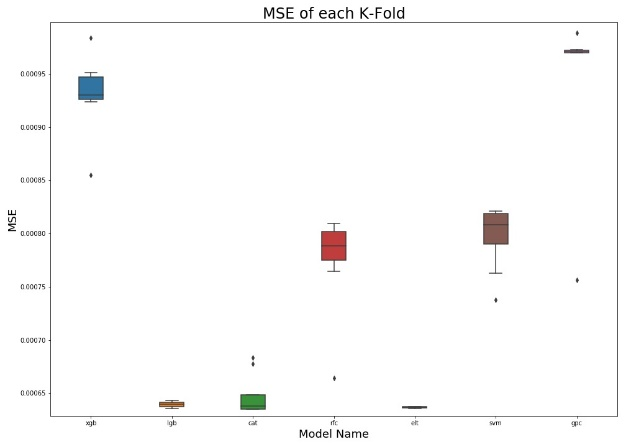 MSE of each K-Fold
0.00095
0.00090
0.00085
0.00080
0.00075
0.00070
0.00065
MSE
xgb lgb cat rfc elt svm gpc
Model Name